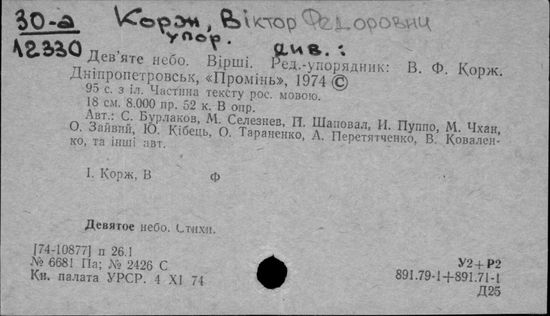 30-а Корж, Віктор Федорович
12330 упор. див.:
Дев'яте небо. Вірші. Ред.-упорядник: В. Ф. Корж.
Дніпропетровськ, «Промінь», 1974 ©
95 с. з іл. Частина тексту рос. мовою.
18 см. 8.000 пр. 52 к. В опр.
Авт.: С. Бурлаков, М. Селезнев, П. Шаповал, И. Пуппо, М. Чхан,
О. Зайвий, Ю. Кібець, О. Тараненко, А. Перетятченко, В. Ковален-
ко, та інші авт.
І. Корж, В Ф
Девятое небо. Стихи.
[74-10877] п 26.1
№ 6681 Па; № 2426 С У2+Р2
Кн. палата УРСР. 4 XI 74 891.79-1+891.71-1
Д25